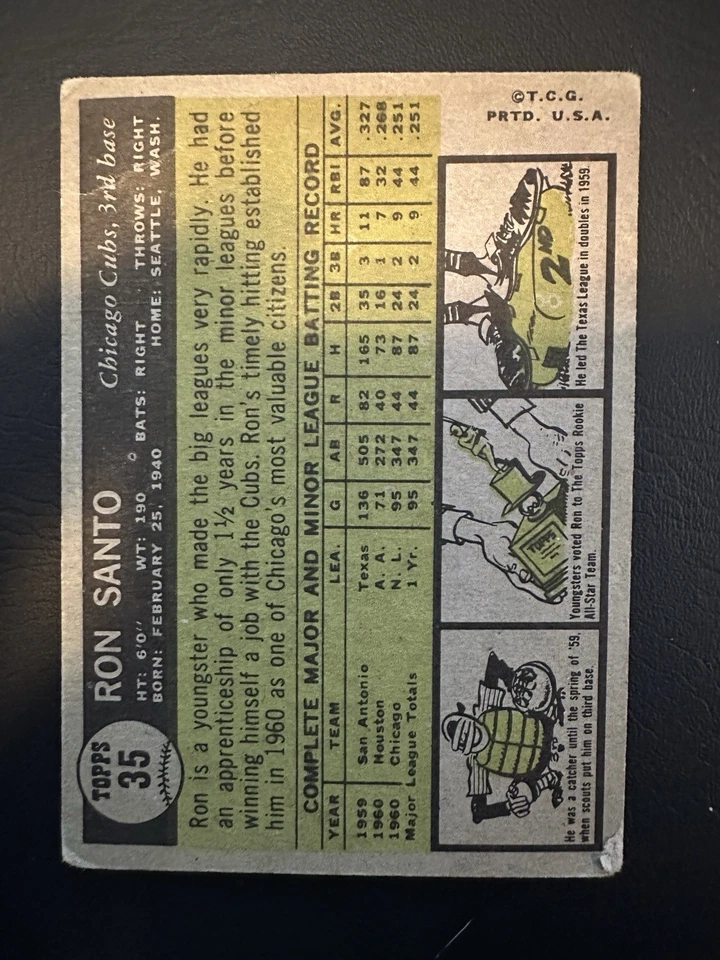 TOPPS
35
RON SANTO
Chicago Cubs, 3rd base
HT: 6'0" WT: 190 BATS: RIGHT THROWS: RIGHT
BORN: FEBRUARY 25, 1940 HOME: SEATTLE, WASH.
Ron is a youngster who made the big leagues very rapidly. He had
an apprenticeship of only 1½ years in the minor leagues before
winning himself a job with the Cubs. Ron's timely hitting established
him in 1960 as one of Chicago's most valuable citizens.
COMPLETE MAJOR AND MINOR LEAGUE BATTING RECORD
YEAR TEAM LEA. G AB R H 2B 3B HR RBI AVG.
1959 San Antonio Texas 136 505 82 165 35 3 11 87 .327
1960 Houston A. A. 71 272 40 73 16 1 7 32 .268
1960 Chicago N. L. 95 347 44 87 24 2 9 44 .251
Major League Totals 1 Yr. 95 347 44 87 24 2 9 44 .251
3RD
He was a catcher until the spring of '59,
when scouts put him on third base.
Youngsters voted Ron to The Topps Rookie
All-Star Team.
2ND
He led The Texas League in doubles in 1959.
©T.C.G.
PRTD. U.S.A.